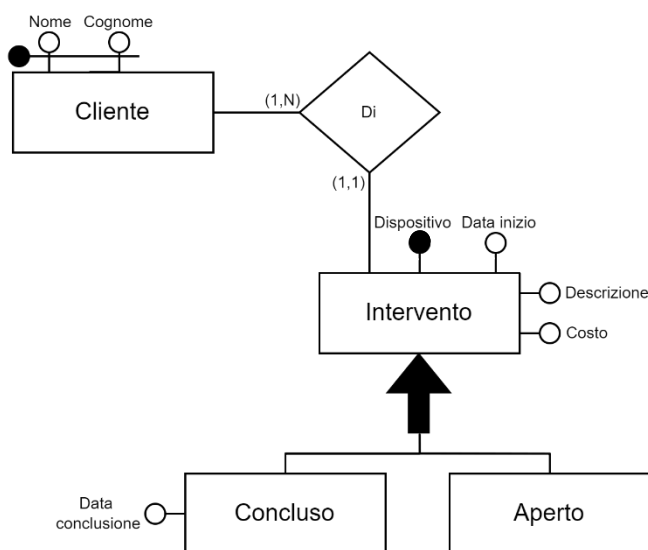 Nome
Cognome
Cliente
(1,N)
Di
(1,1)
Dispositivo
Data inizio
Intervento
Descrizione
Costo
Data
conclusione
Concluso
Aperto